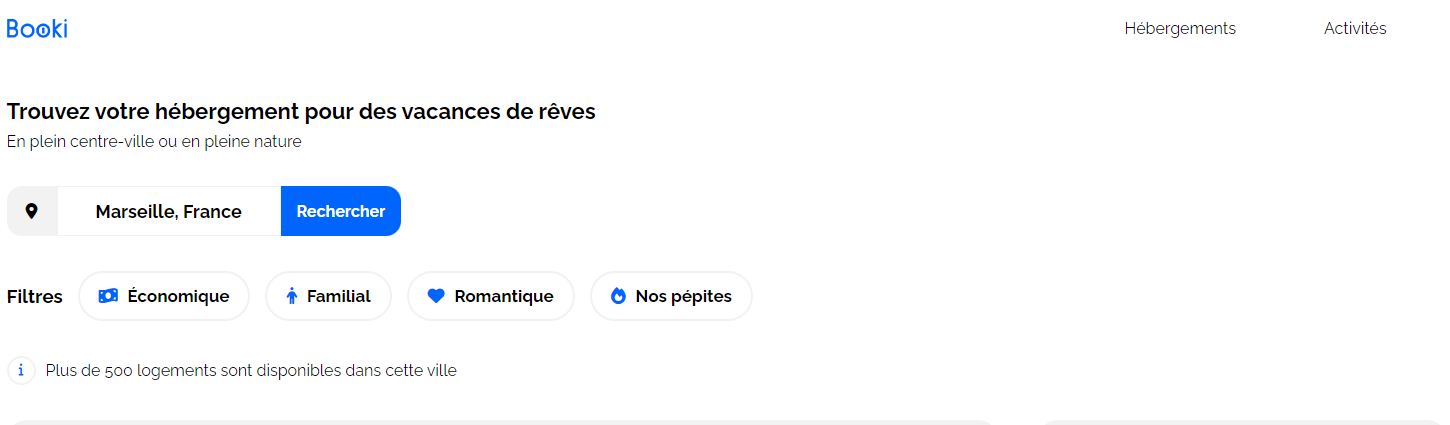 Booki
Hébergements
Activités
Trouvez votre hébergement pour des vacances de rêves
En plein centre-ville ou en pleine nature
Marseille, France
Rechercher
Filtres
Économique
Familial
Romantique
Nos pépites
i
Plus de 500 logements sont disponibles dans cette ville